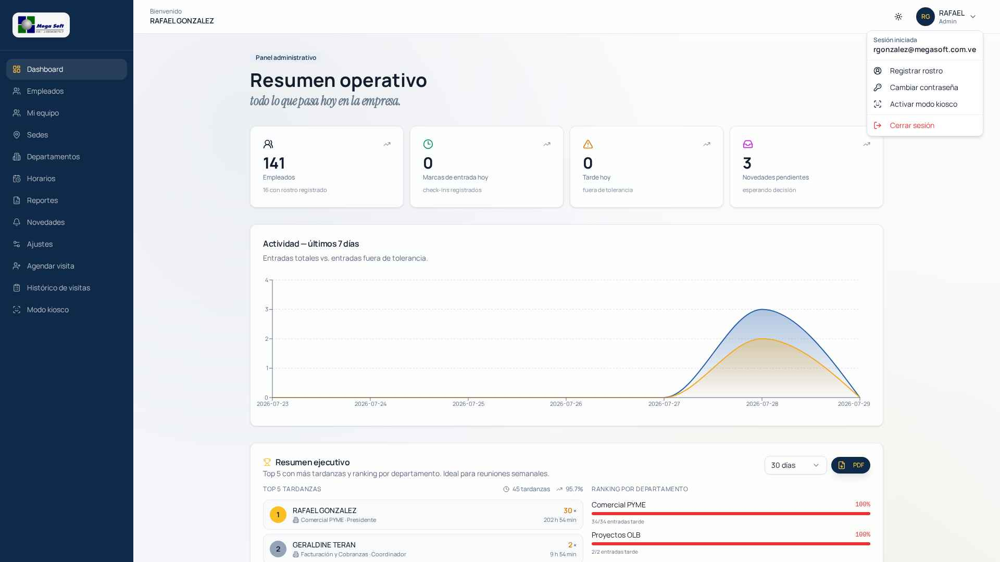 Mega Soft
Dashboard
Empleados
Mi equipo
Sedes
Departamentos
Horarios
Reportes
Novedades
Ajustes
Agendar visita
Histórico de visitas
Modo kiosco
Bienvenido
RAFAEL GONZALEZ
RG
RAFAEL
Admin
Sesión iniciada
rgonzalez@megasoft.com.ve
Registrar rostro
Cambiar contraseña
Activar modo kiosco
Cerrar sesión
Panel administrativo
Resumen operativo
todo lo que pasa hoy en la empresa.
141
Empleados
16 con rostro registrado
0
Marcas de entrada hoy
check-ins registrados
0
Tarde hoy
fuera de tolerancia
3
Novedades pendientes
esperando decisión
Actividad — últimos 7 días
Entradas totales vs. entradas fuera de tolerancia.
4
3
2
1
0
2026-07-23 2026-07-24 2026-07-25 2026-07-26 2026-07-27 2026-07-28 2026-07-29
Resumen ejecutivo
Top 5 con más tardanzas y ranking por departamento. Ideal para reuniones semanales.
30 días
PDF
TOP 5 TARDANZAS
45 tardanzas 95.7%
1
RAFAEL GONZALEZ
Comercial PYME · Presidente
30 ×
202 h 54 min
2
GERALDINE TERAN
Facturación y Cobranzas · Coordinador
2 ×
9 h 54 min
RANKING POR DEPARTAMENTO
Comercial PYME 100%
34/34 entradas tarde
Proyectos OLB 100%
2/2 entradas tarde